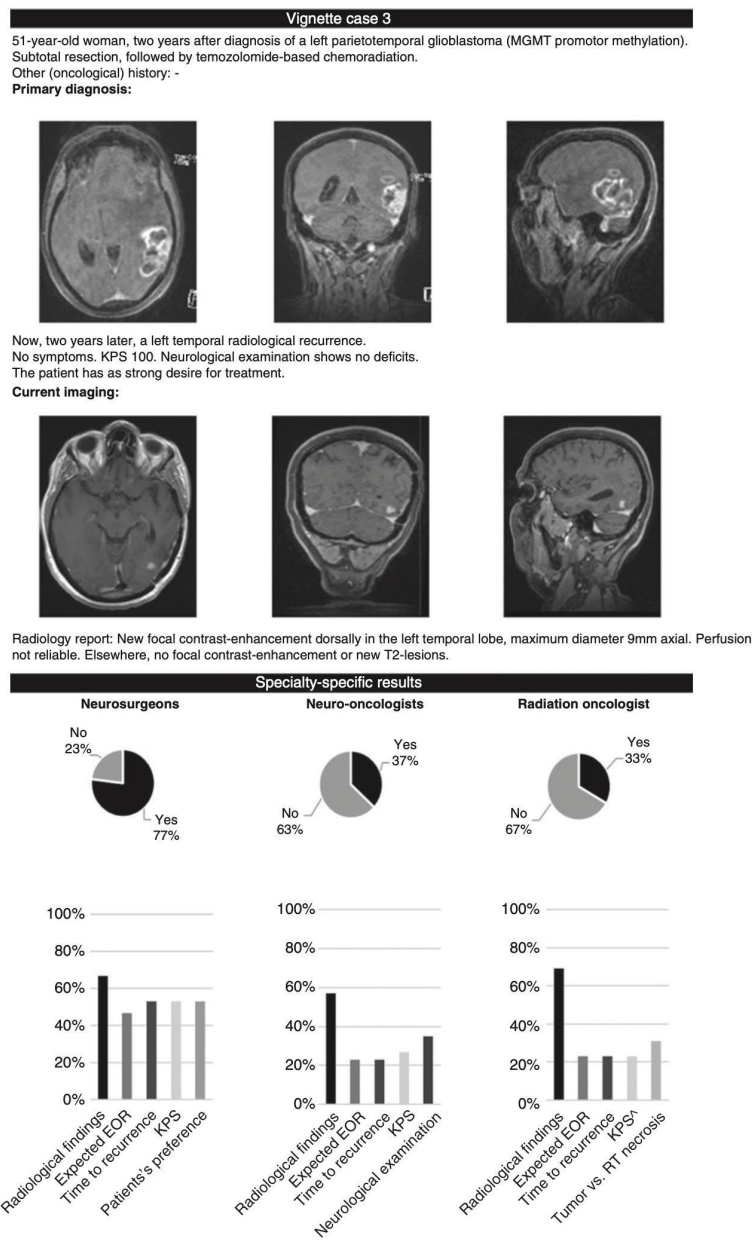 Vignette case 3
51-year-old woman, two years after diagnosis of a left parietotemporal glioblastoma (MGMT promotor methylation).
Subtotal resection, followed by temozolomide-based chemoradiation.
Other (oncological) history: -
Primary diagnosis:
Now, two years later, a left temporal radiological recurrence.
No symptoms. KPS 100. Neurological examination shows no deficits.
The patient has as strong desire for treatment.
Current imaging:
Radiology report: New focal contrast-enhancement dorsally in the left temporal lobe, maximum diameter 9mm axial. Perfusion
not reliable. Elsewhere, no focal contrast-enhancement or new T2-lesions.
Specialty-specific results
Neurosurgeons
No
23%
Yes
77%
Neuro-oncologists
Yes
37%
No
63%
Radiation oncologist
Yes
33%
No
67%
100%
80%
60%
40%
20%
0%
Radiological findings
Expected EOR
Time to recurrence
KPS
Patients's preference
100%
80%
60%
40%
20%
0%
Radiological findings
Expected EOR
Time to recurrence
KPS
Neurological examination
100%
80%
60%
40%
20%
0%
Radiological findings
Expected EOR
Time to recurrence
KPS^
Tumor vs. RT necrosis